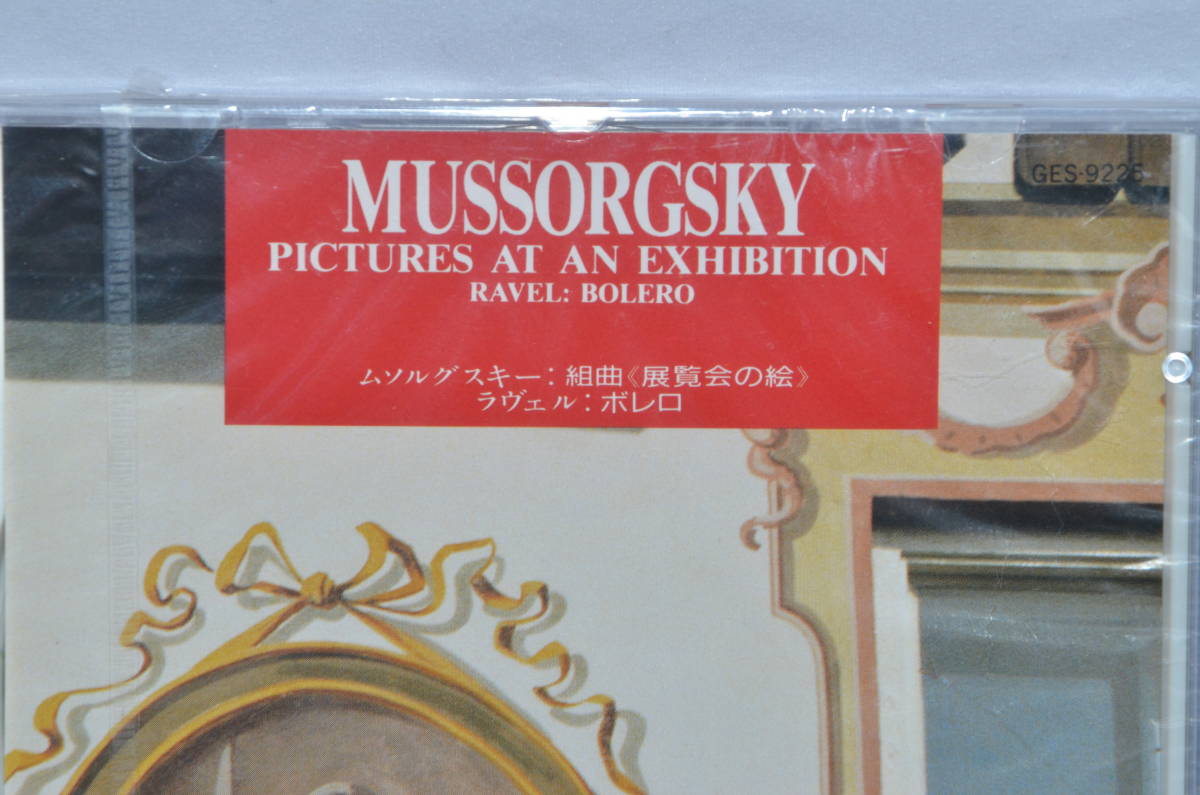 MUSSORGSKY
PICTURES AT AN EXHIBITION
RAVEL: BOLERO
ムソルグスキー：組曲《展覧会の絵》
ラヴェル：ボレロ
GES-9225